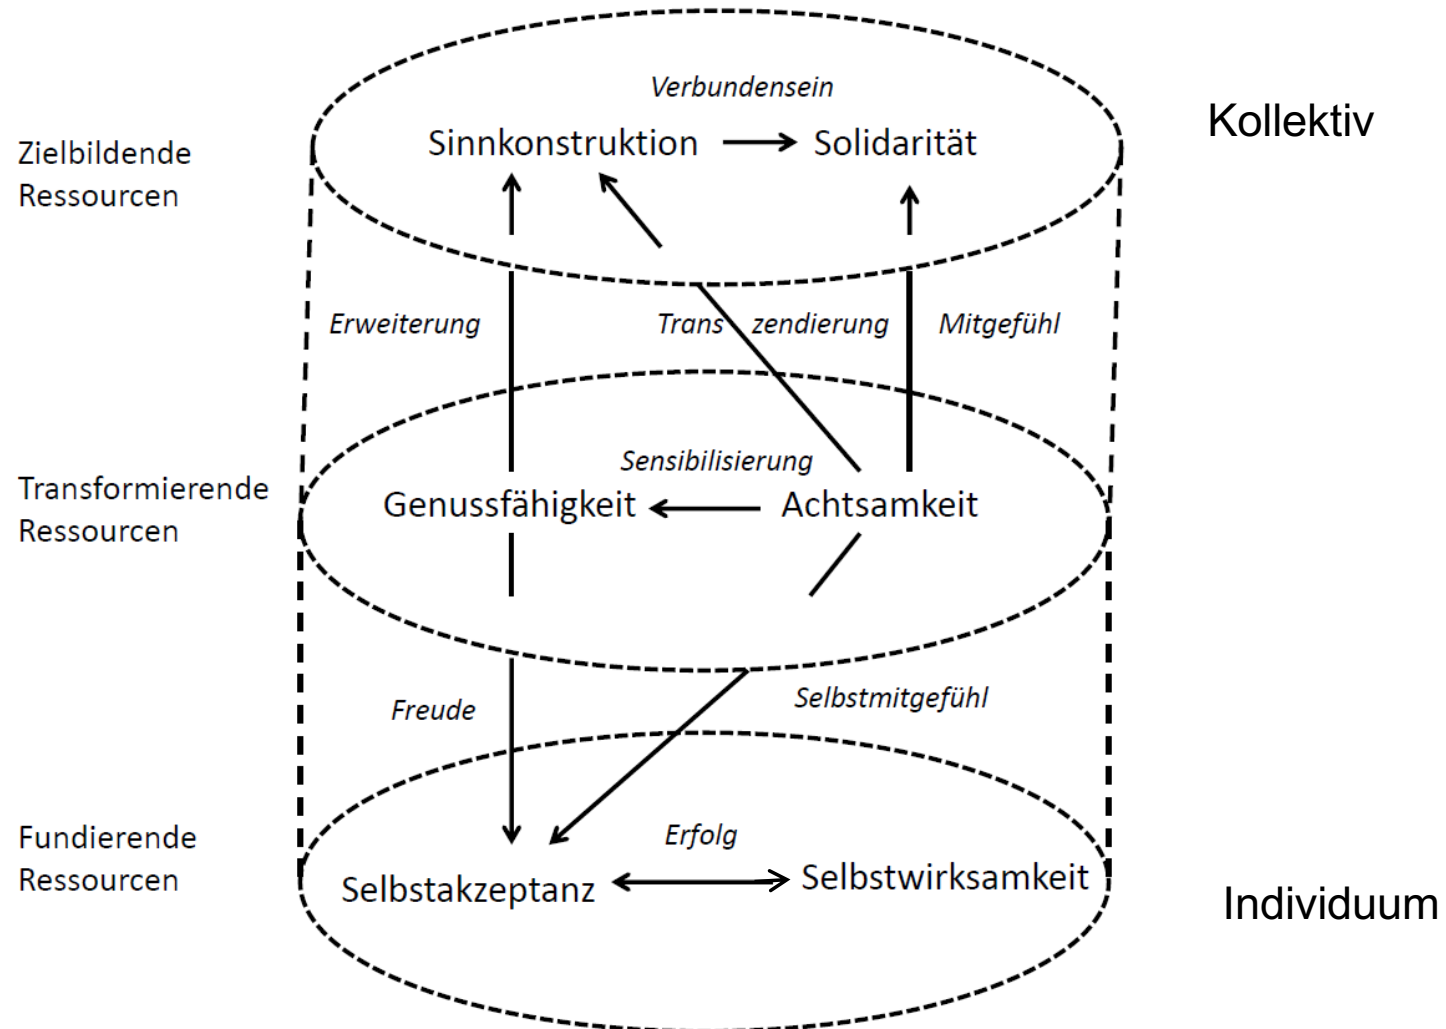 Verbundensein
Kollektiv
Sinnkonstruktion
Solidarität
Zielbildende
Ressourcen
Erweiterung
Trans
zendierung
Mitgefühl
Sensibilisierung
Transformierende
Ressourcen
Genussfähigkeit
Achtsamkeit
Freude
Selbstmitgefühl
Erfolg
Fundierende
Ressourcen
Selbstakzeptanz
Selbstwirksamkeit
Individuum